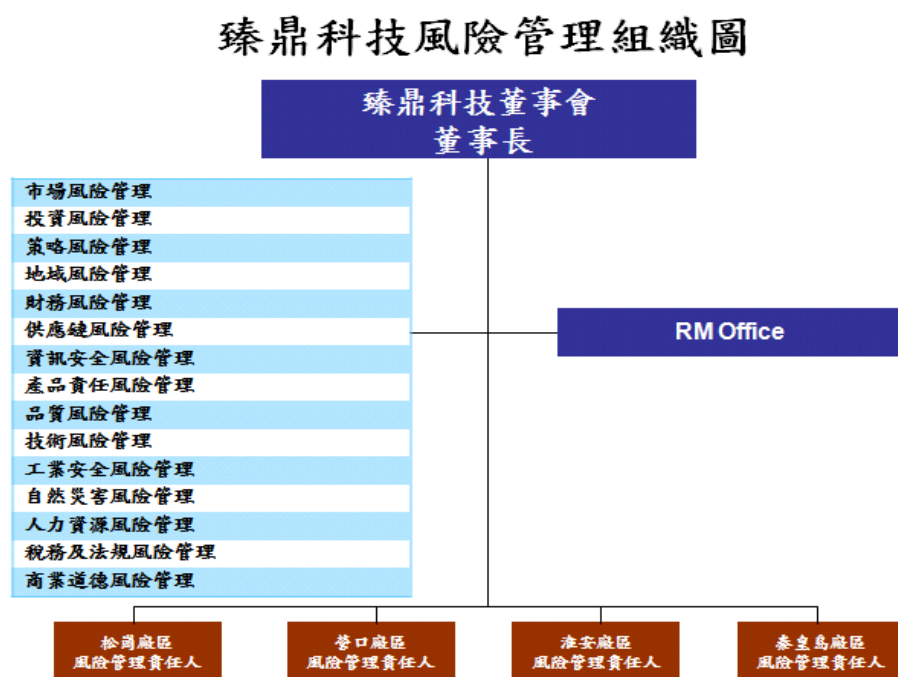 臻鼎科技風險管理組織圖
臻鼎科技董事會
董事長
市場風險管理
投資風險管理
策略風險管理
地域風險管理
財務風險管理
供應鏈風險管理
資訊安全風險管理
產品責任風險管理
品質風險管理
技術風險管理
工業安全風險管理
自然災害風險管理
人力資源風險管理
稅務及法規風險管理
商業道德風險管理
RM Office
松崗廠區
風險管理責任人
營口廠區
風險管理責任人
淮安廠區
風險管理責任人
秦皇島廠區
風險管理責任人